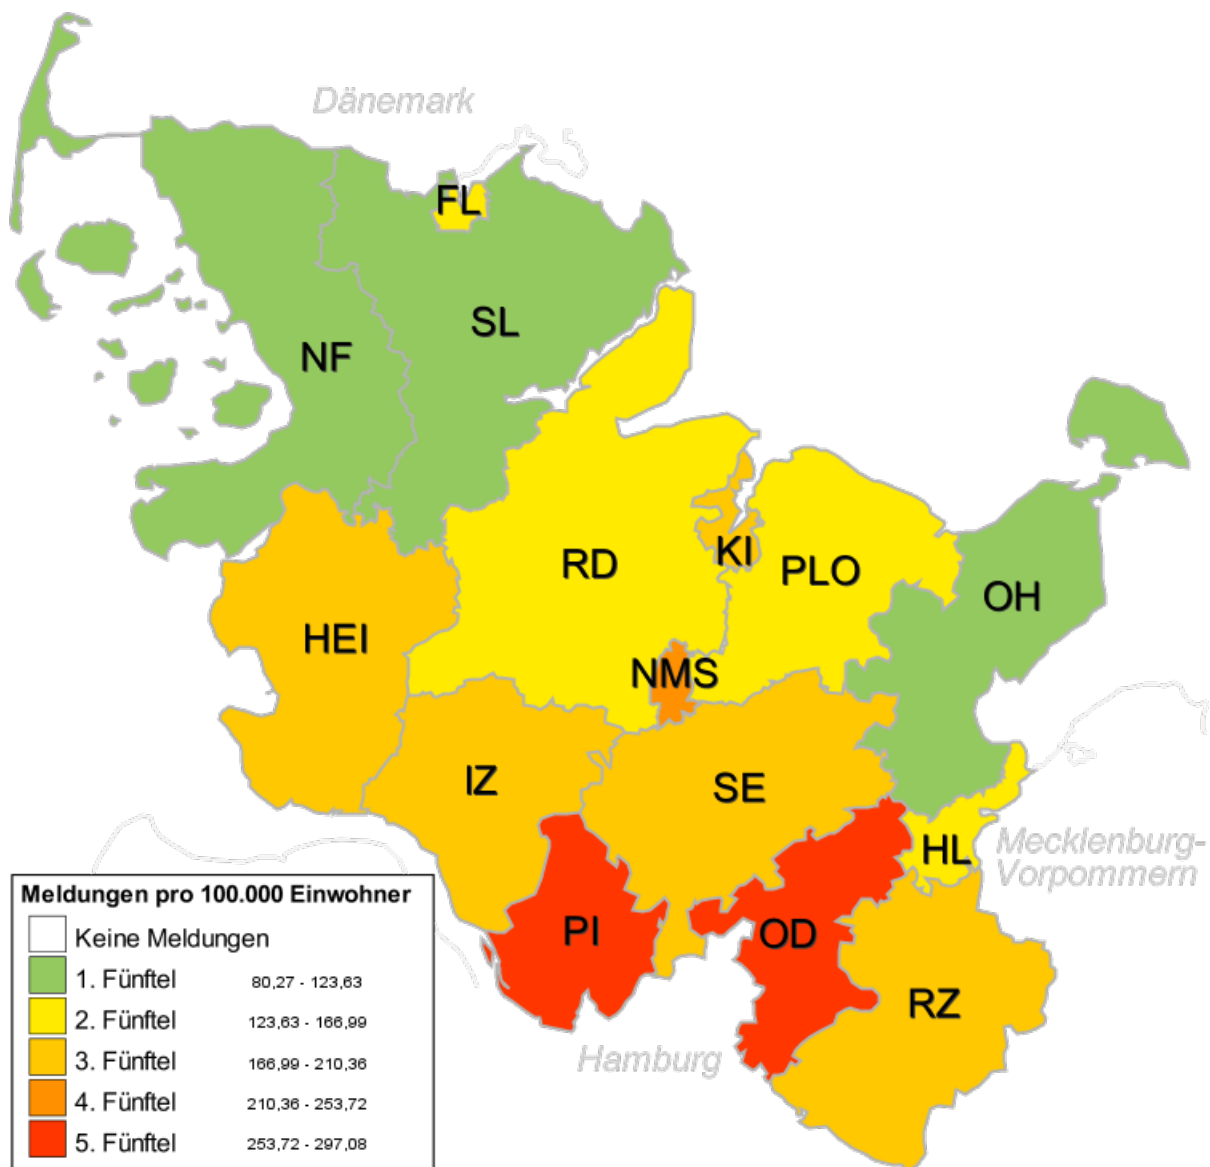 Dänemark
FL
SL
NF
RD
KI
PLO
OH
HEI
NMS
IZ
SE
HL
Mecklenburg-
Vorpommern
PI
OD
RZ
Hamburg
Meldungen pro 100.000 Einwohner
Keine Meldungen
1. Fünftel 80,27 - 123,63
2. Fünftel 123,63 - 166,99
3. Fünftel 166,99 - 210,36
4. Fünftel 210,36 - 253,72
5. Fünftel 253,72 - 297,08